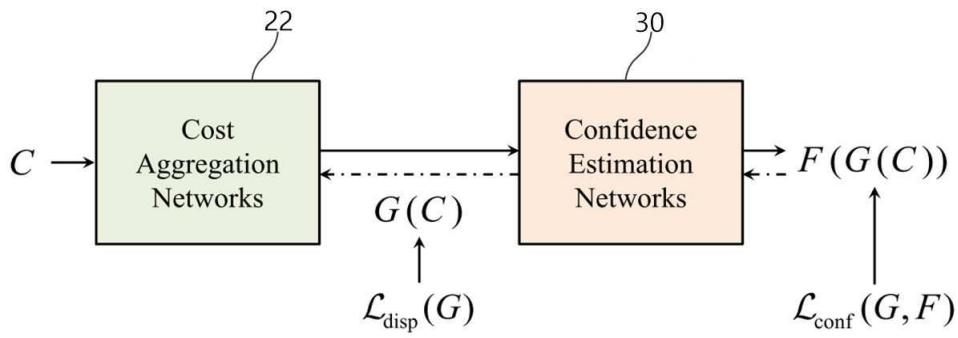 22
30
C
Cost
Aggregation
Networks
Confidence
Estimation
Networks
F(G(C))
G(C)
ℒdisp(G)
ℒconf(G,F)